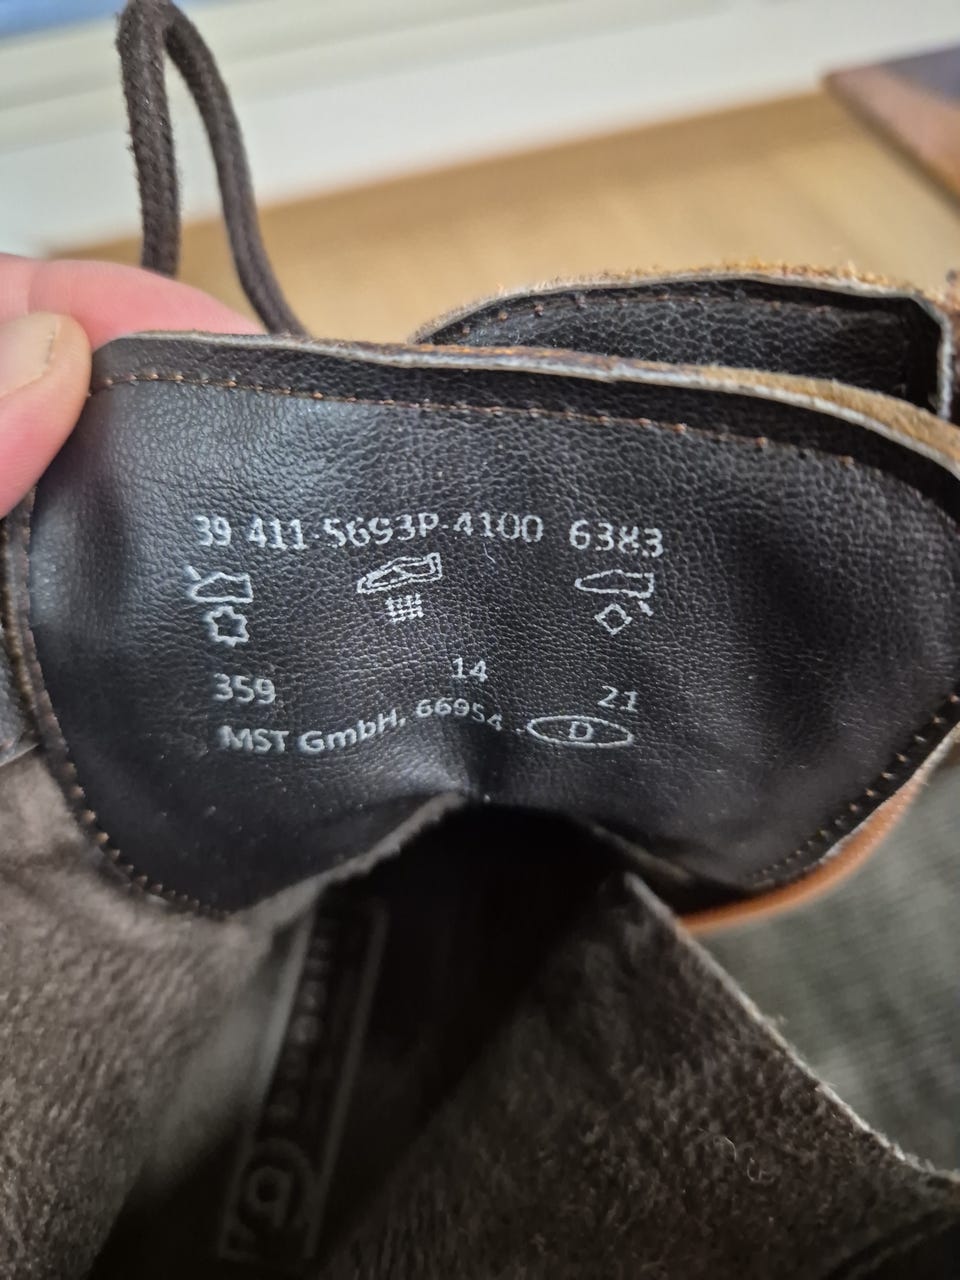 39 411-5693P-4100 6383
359 14 21
MST GmbH, 66954 - D